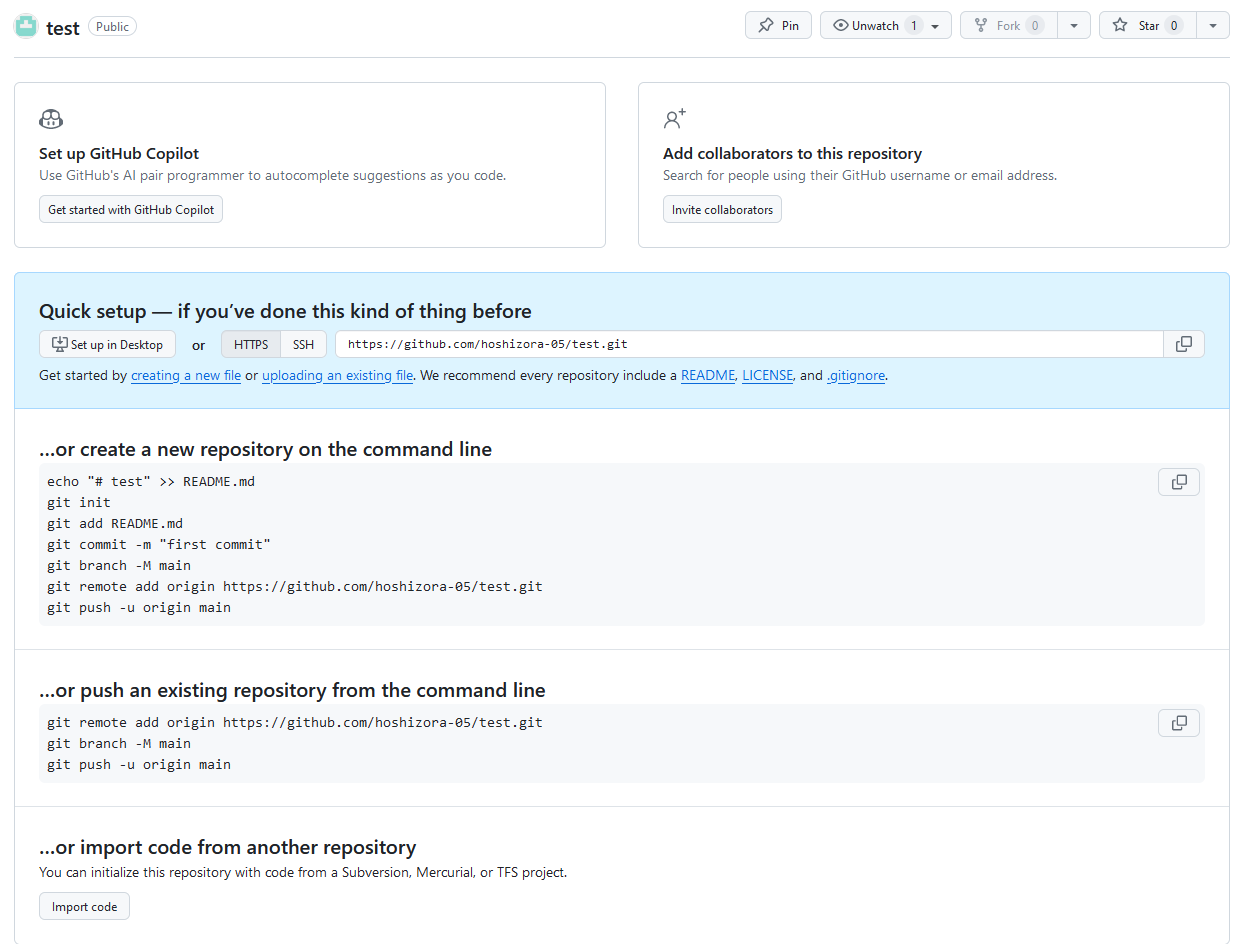 test Public Pin Unwatch 1 Fork 0 Star 0
Set up GitHub Copilot
Use GitHub's AI pair programmer to autocomplete suggestions as you code.
Get started with GitHub Copilot
Add collaborators to this repository
Search for people using their GitHub username or email address.
Invite collaborators
Quick setup — if you’ve done this kind of thing before
Set up in Desktop or HTTPS SSH https://github.com/hoshizora-05/test.git
Get started by creating a new file or uploading an existing file. We recommend every repository include a README, LICENSE, and .gitignore.
…or create a new repository on the command line
echo "# test" >> README.md
git init
git add README.md
git commit -m "first commit"
git branch -M main
git remote add origin https://github.com/hoshizora-05/test.git
git push -u origin main
…or push an existing repository from the command line
git remote add origin https://github.com/hoshizora-05/test.git
git branch -M main
git push -u origin main
…or import code from another repository
You can initialize this repository with code from a Subversion, Mercurial, or TFS project.
Import code